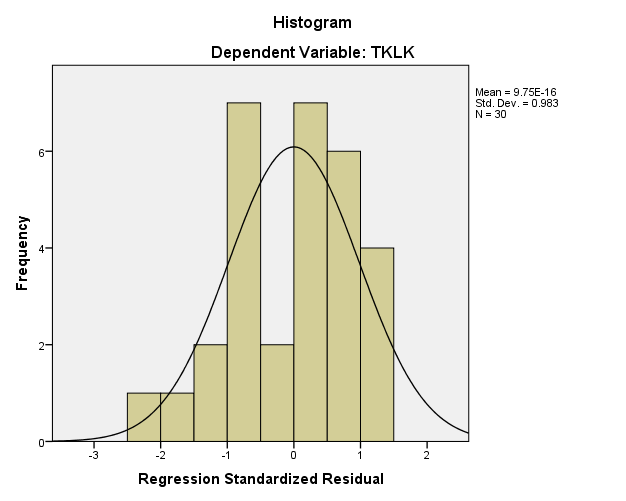 Histogram
Dependent Variable: TKLK
Mean = 9.75E-16
Std. Dev. = 0.983
N = 30
Frequency
6
4
2
0
-3 -2 -1 0 1 2
Regression Standardized Residual